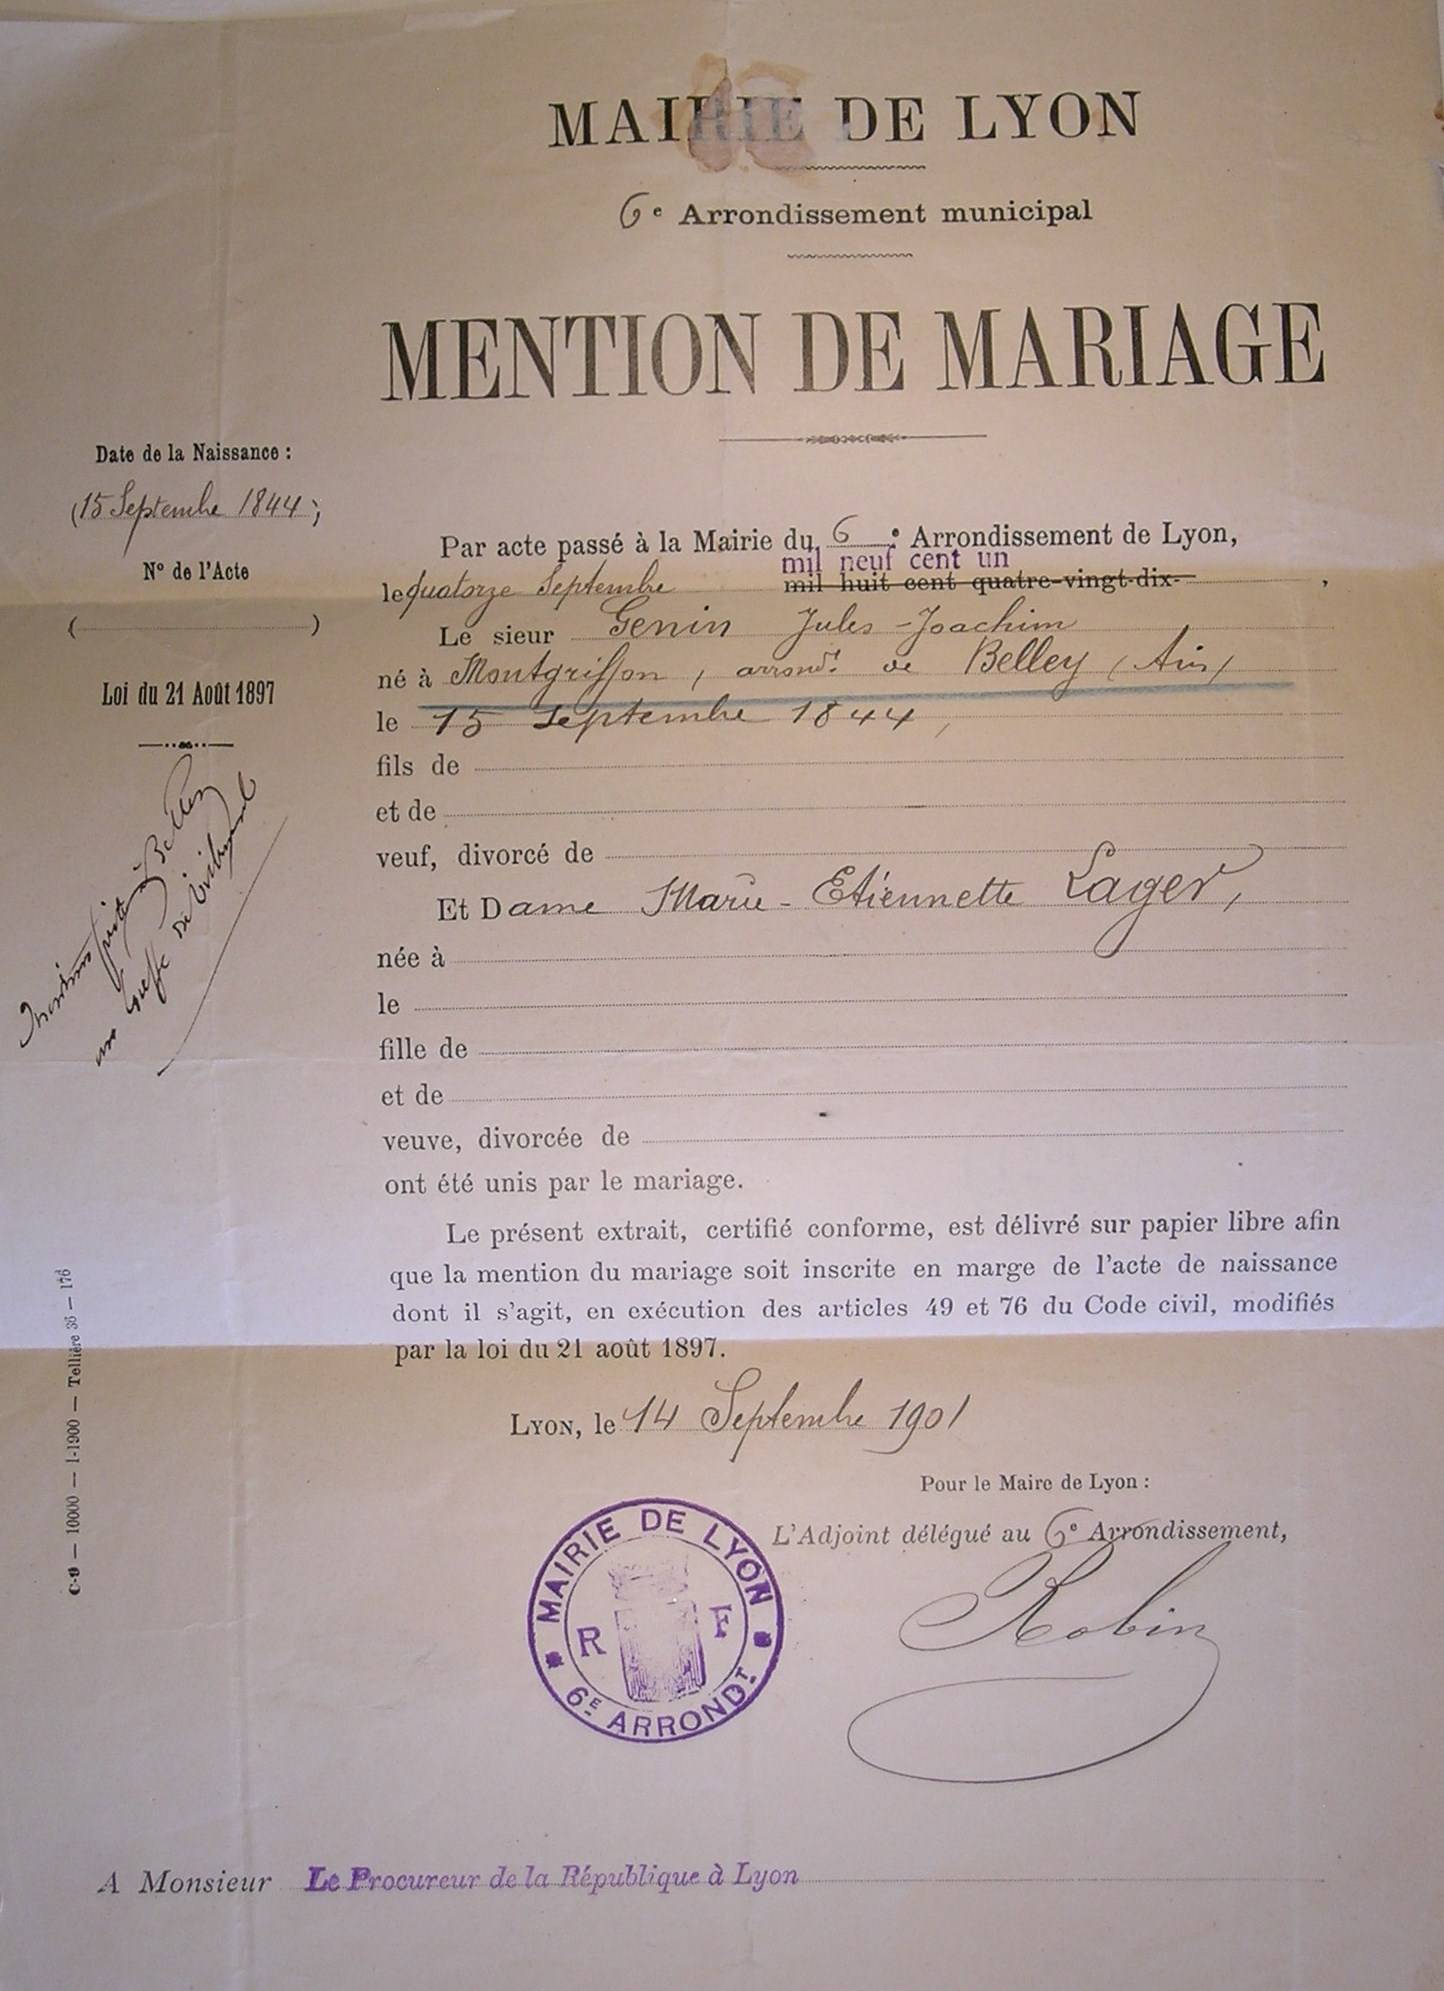 MAIRIE DE LYON
6e Arrondissement municipal
MENTION DE MARIAGE
Date de la Naissance :
(15 Septembre 1844;
N° de l'Acte
( )
Loi du 21 Août 1897
Par acte passé à la Mairie du 6e Arrondissement de Lyon,
mil neuf cent un
le quatorze Septembre mil huit cent quatre-vingt-dix- ,
Le sieur Genin Jules-Joachim
né à Montgriffon, arrondt de Belley (Ain)
le 15 Septembre 1844,
fils de
et de
veuf, divorcé de
Et Dame Marie-Etiennette Lager,
née à
le
fille de
et de
veuve, divorcée de
ont été unis par le mariage.
Le présent extrait, certifié conforme, est délivré sur papier libre afin
que la mention du mariage soit inscrite en marge de l'acte de naissance
dont il s'agit, en exécution des articles 49 et 76 du Code civil, modifiés
par la loi du 21 août 1897.
Lyon, le 14 Septembre 1901
Pour le Maire de Lyon :
L'Adjoint délégué au 6e Arrondissement,
Robin
MAIRIE DE LYON
R F
6E ARRONDT
Belley
au greffe du tribunal
C-9 — 10000 — 1-1900 — Tellière 36 — 176
A Monsieur Le Procureur de la République à Lyon